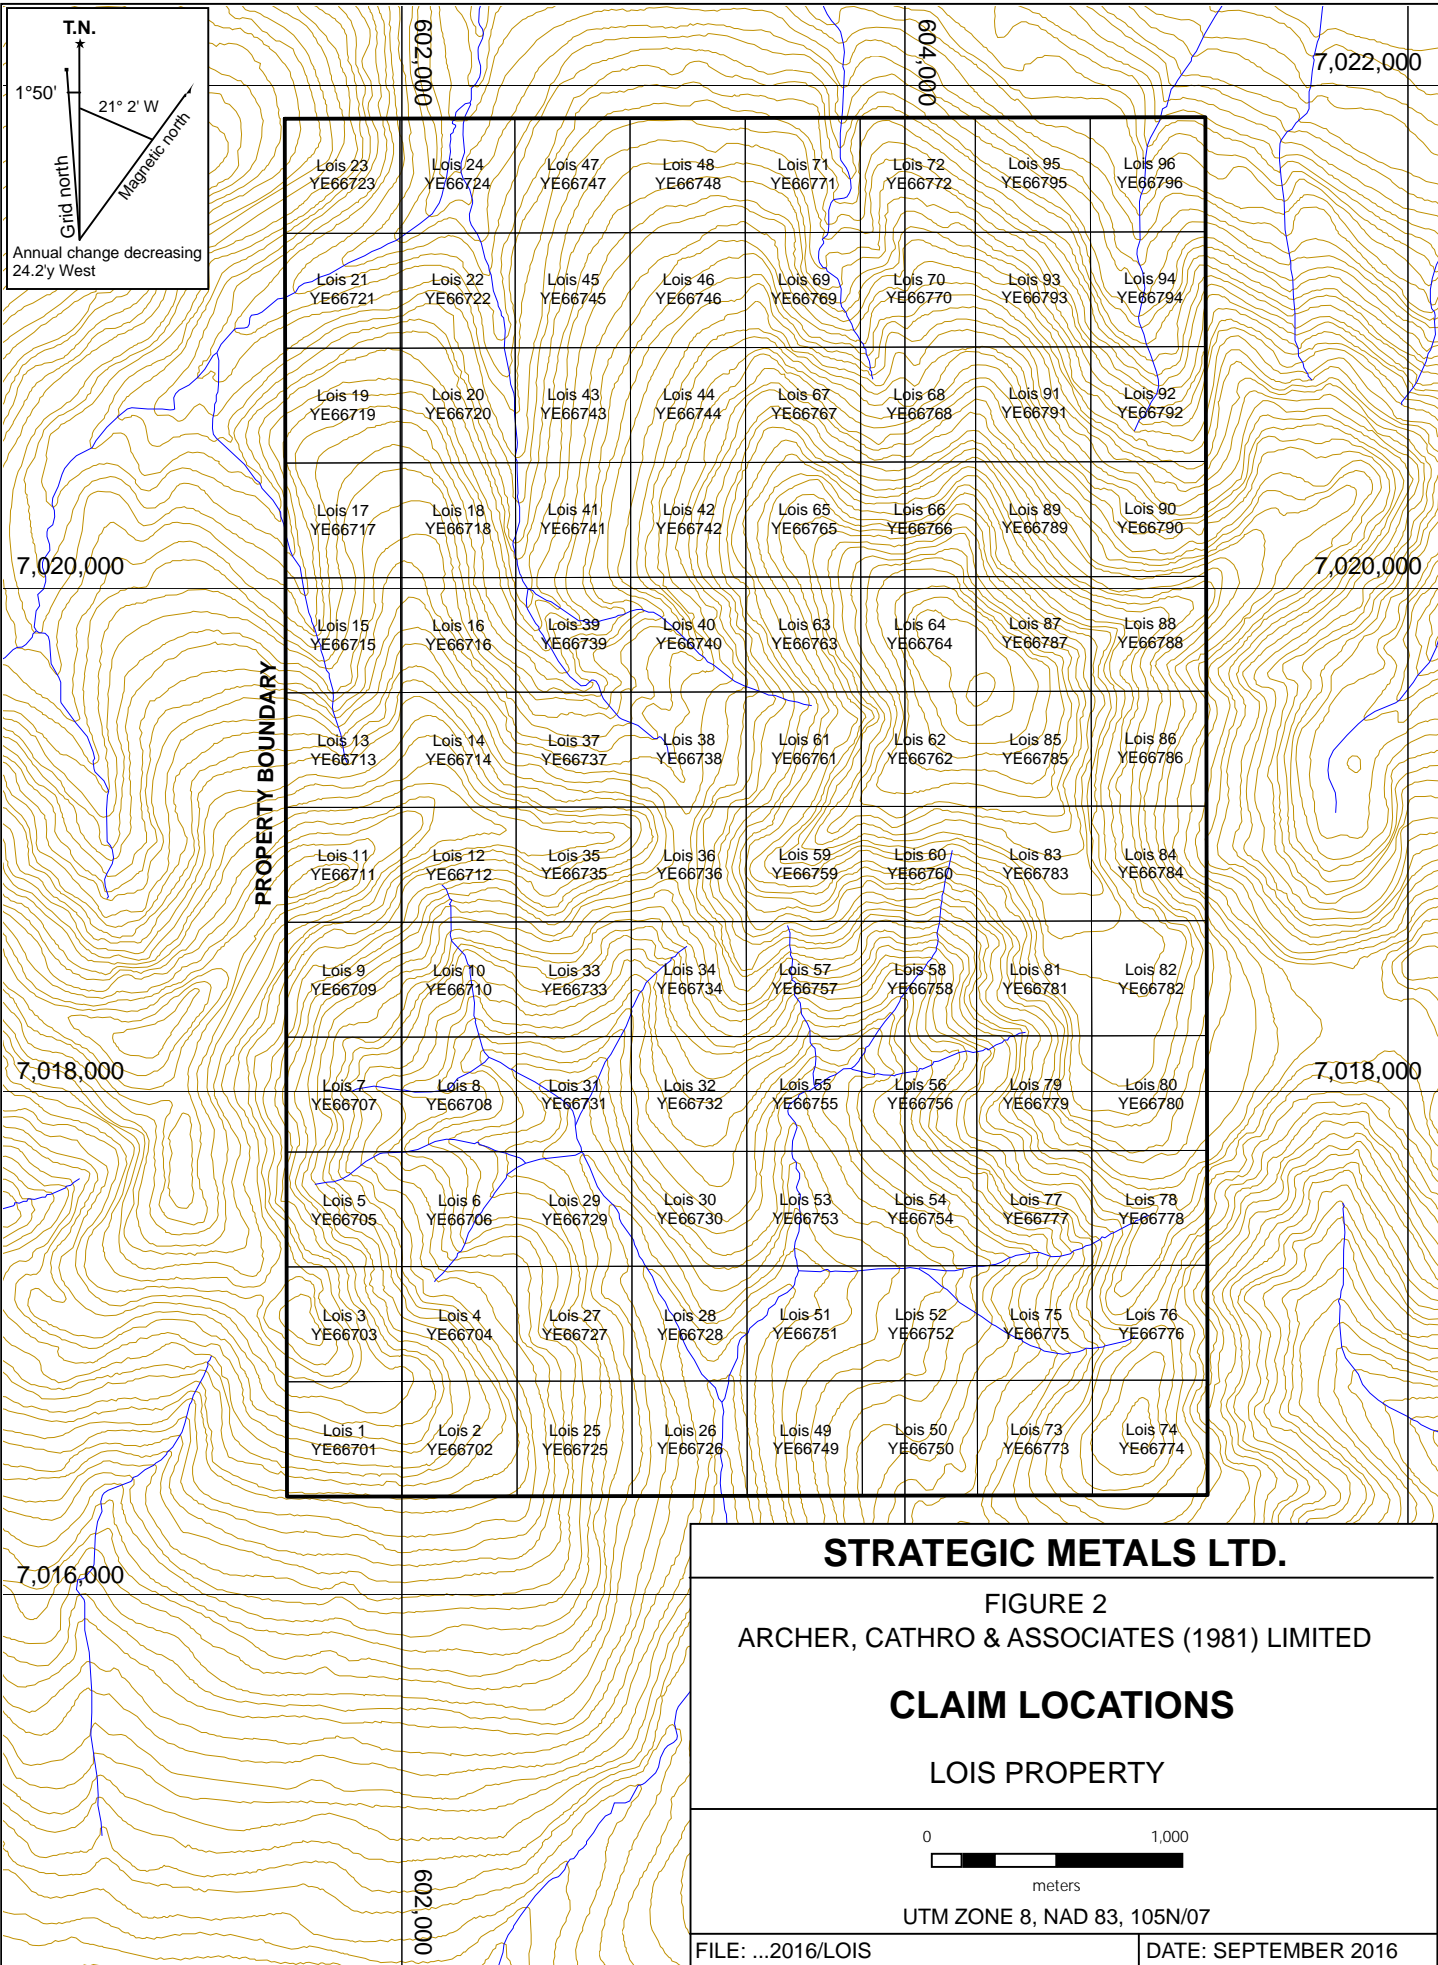 T.N.
1°50'
21° 2' W
Grid north
Magnetic north
Annual change decreasing
24.2'y West
602,000
604,000
7,022,000
Lois 23
YE66723
Lois 24
YE66724
Lois 47
YE66747
Lois 48
YE66748
Lois 71
YE66771
Lois 72
YE66772
Lois 95
YE66795
Lois 96
YE66796
Lois 21
YE66721
Lois 22
YE66722
Lois 45
YE66745
Lois 46
YE66746
Lois 69
YE66769
Lois 70
YE66770
Lois 93
YE66793
Lois 94
YE66794
Lois 19
YE66719
Lois 20
YE66720
Lois 43
YE66743
Lois 44
YE66744
Lois 67
YE66767
Lois 68
YE66768
Lois 91
YE66791
Lois 92
YE66792
Lois 17
YE66717
Lois 18
YE66718
Lois 41
YE66741
Lois 42
YE66742
Lois 65
YE66765
Lois 66
YE66766
Lois 89
YE66789
Lois 90
YE66790
7,020,000
7,020,000
Lois 15
YE66715
Lois 16
YE66716
Lois 39
YE66739
Lois 40
YE66740
Lois 63
YE66763
Lois 64
YE66764
Lois 87
YE66787
Lois 88
YE66788
PROPERTY BOUNDARY
Lois 13
YE66713
Lois 14
YE66714
Lois 37
YE66737
Lois 38
YE66738
Lois 61
YE66761
Lois 62
YE66762
Lois 85
YE66785
Lois 86
YE66786
Lois 11
YE66711
Lois 12
YE66712
Lois 35
YE66735
Lois 36
YE66736
Lois 59
YE66759
Lois 60
YE66760
Lois 83
YE66783
Lois 84
YE66784
Lois 9
YE66709
Lois 10
YE66710
Lois 33
YE66733
Lois 34
YE66734
Lois 57
YE66757
Lois 58
YE66758
Lois 81
YE66781
Lois 82
YE66782
7,018,000
7,018,000
Lois 7
YE66707
Lois 8
YE66708
Lois 31
YE66731
Lois 32
YE66732
Lois 55
YE66755
Lois 56
YE66756
Lois 79
YE66779
Lois 80
YE66780
Lois 5
YE66705
Lois 6
YE66706
Lois 29
YE66729
Lois 30
YE66730
Lois 53
YE66753
Lois 54
YE66754
Lois 77
YE66777
Lois 78
YE66778
Lois 3
YE66703
Lois 4
YE66704
Lois 27
YE66727
Lois 28
YE66728
Lois 51
YE66751
Lois 52
YE66752
Lois 75
YE66775
Lois 76
YE66776
Lois 1
YE66701
Lois 2
YE66702
Lois 25
YE66725
Lois 26
YE66726
Lois 49
YE66749
Lois 50
YE66750
Lois 73
YE66773
Lois 74
YE66774
7,016,000
602,000
STRATEGIC METALS LTD.
FIGURE 2
ARCHER, CATHRO & ASSOCIATES (1981) LIMITED
CLAIM LOCATIONS
LOIS PROPERTY
0 1,000
meters
UTM ZONE 8, NAD 83, 105N/07
FILE: ...2016/LOIS
DATE: SEPTEMBER 2016